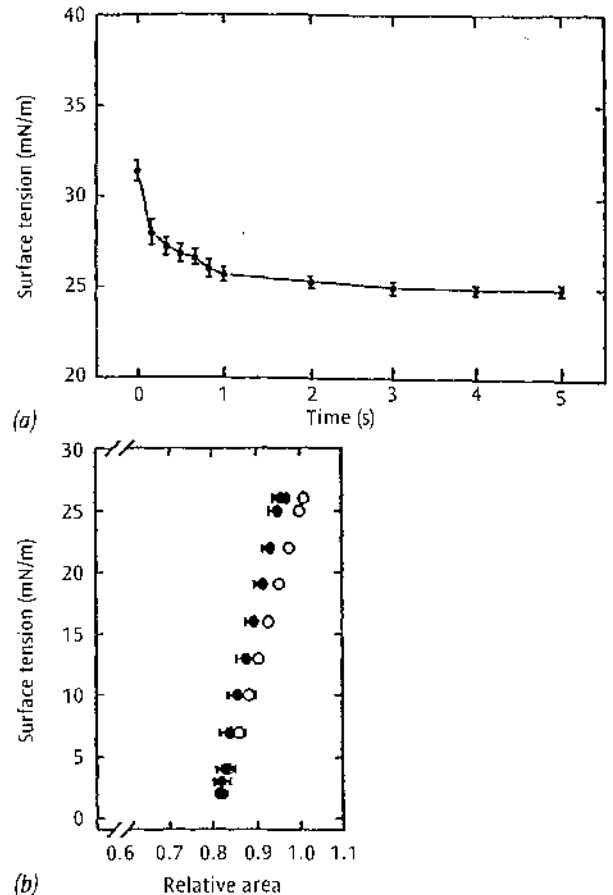 40
35
30
25
20
Surface tension (mN/m)
0 1 2 3 4 5
Time (s)
(a)
30
25
20
15
10
5
0
Surface tension (mN/m)
0.6 0.7 0.8 0.9 1.0 1.1
Relative area
(b)